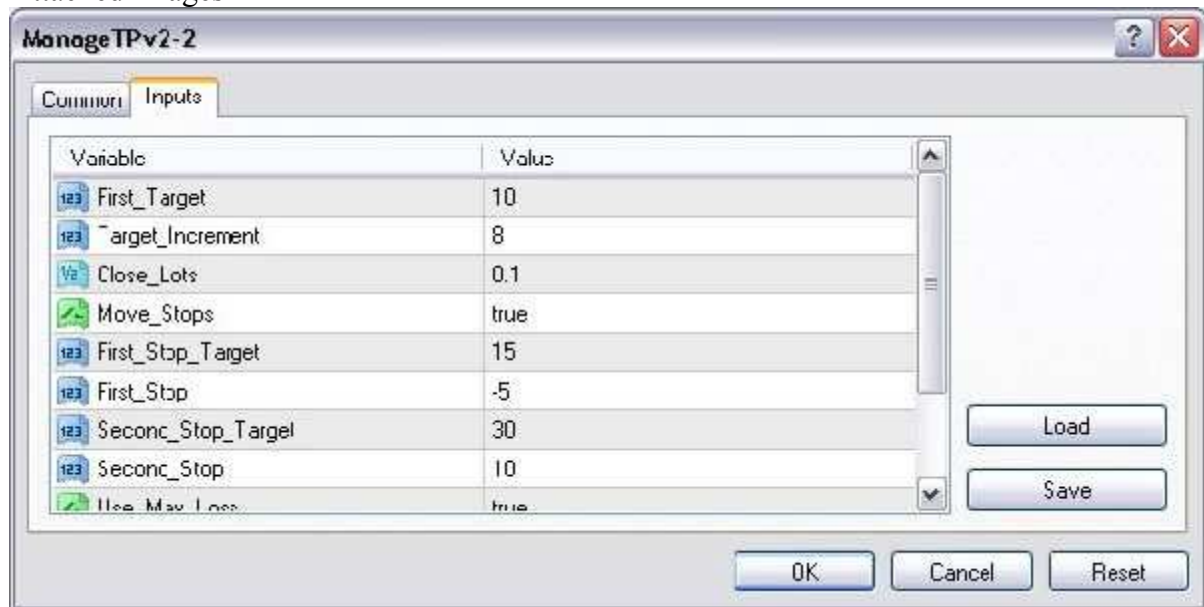 ManageTPv2-2
Common Inputs
Variable Value
First_Target 10
Target_Increment 8
Close_Lots 0.1
Move_Stops true
First_Stop_Target 15
First_Stop -5
Second_Stop_Target 30
Second_Stop 10
Use_Max_Loss true
Load
Save
OK Cancel Reset